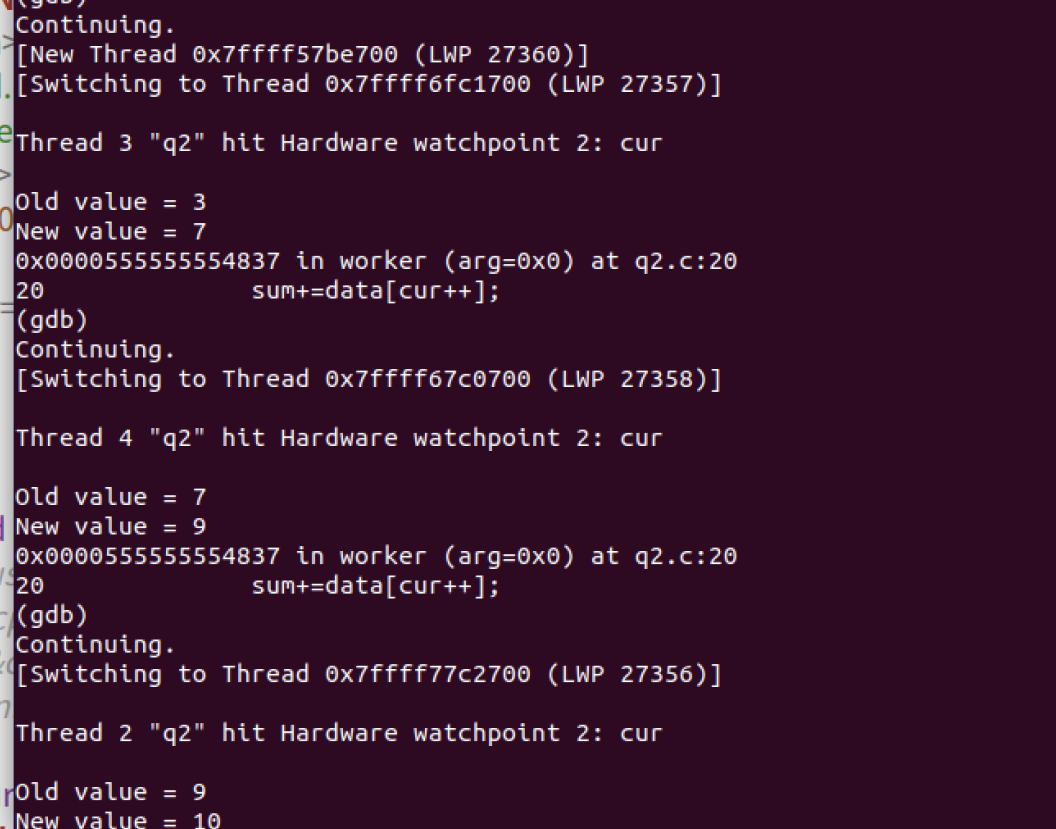 (gdb)
Continuing.
[New Thread 0x7ffff57be700 (LWP 27360)]
[Switching to Thread 0x7ffff6fc1700 (LWP 27357)]
Thread 3 "q2" hit Hardware watchpoint 2: cur
Old value = 3
New value = 7
0x0000555555554837 in worker (arg=0x0) at q2.c:20
20              sum+=data[cur++];
(gdb)
Continuing.
[Switching to Thread 0x7ffff67c0700 (LWP 27358)]
Thread 4 "q2" hit Hardware watchpoint 2: cur
Old value = 7
New value = 9
0x0000555555554837 in worker (arg=0x0) at q2.c:20
20              sum+=data[cur++];
(gdb)
Continuing.
[Switching to Thread 0x7ffff77c2700 (LWP 27356)]
Thread 2 "q2" hit Hardware watchpoint 2: cur
Old value = 9
New value = 10